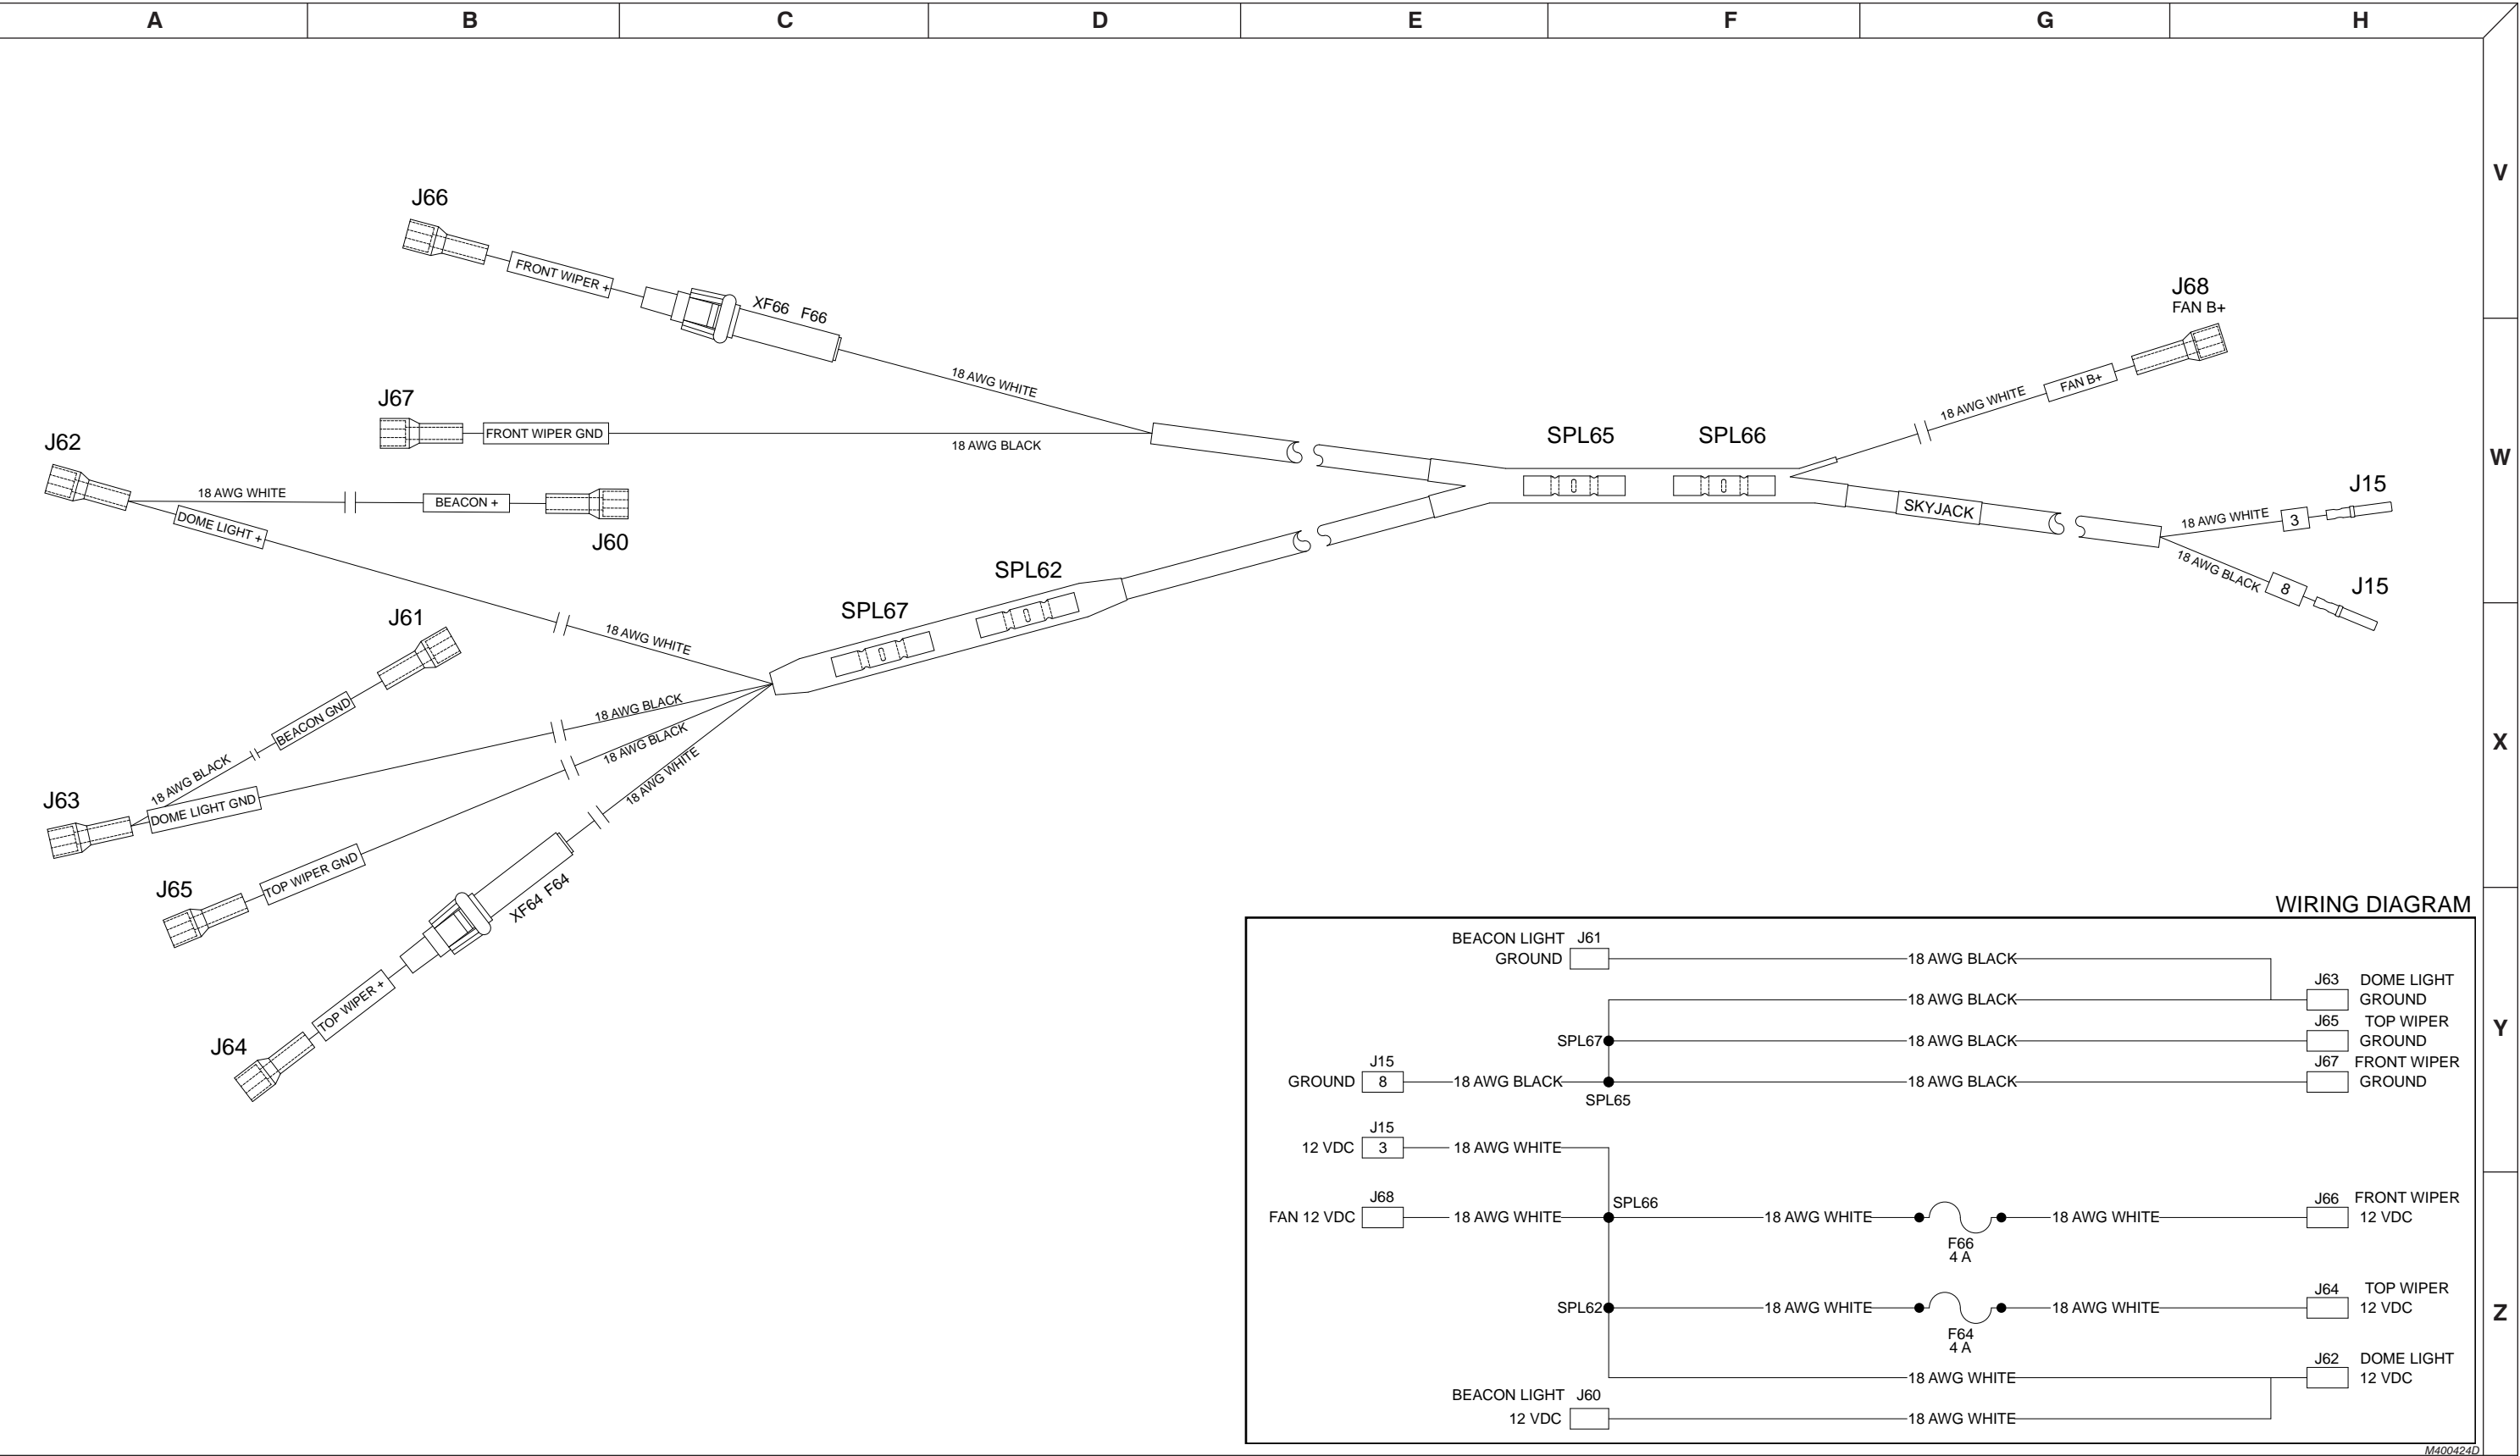 A B C D E F G H
V
W
X
Y
Z
J66
FRONT WIPER +
XF66 F66
18 AWG WHITE
J67
FRONT WIPER GND
18 AWG BLACK
J62
18 AWG WHITE
BEACON +
J60
DOME LIGHT +
18 AWG WHITE
J61
BEACON GND
18 AWG BLACK
J63
DOME LIGHT GND
18 AWG BLACK
J65
TOP WIPER GND
18 AWG BLACK
18 AWG WHITE
XF64 F64
TOP WIPER +
J64
SPL67
SPL62
SPL65
SPL66
J68
FAN B+
18 AWG WHITE
FAN B+
SKYJACK
18 AWG WHITE
3
J15
18 AWG BLACK
8
J15
WIRING DIAGRAM
BEACON LIGHT J61
GROUND
18 AWG BLACK
J63 DOME LIGHT
18 AWG BLACK
GROUND
J65 TOP WIPER
SPL67
18 AWG BLACK
GROUND
J15
J67 FRONT WIPER
GROUND 8 18 AWG BLACK 18 AWG BLACK GROUND
SPL65
J15
12 VDC 3 18 AWG WHITE
J68
SPL66
J66 FRONT WIPER
FAN 12 VDC 18 AWG WHITE 18 AWG WHITE 18 AWG WHITE 12 VDC
F66
4 A
J64 TOP WIPER
SPL62 18 AWG WHITE 18 AWG WHITE 12 VDC
F64
4 A
J62 DOME LIGHT
18 AWG WHITE 12 VDC
BEACON LIGHT J60
12 VDC 18 AWG WHITE
M400424D